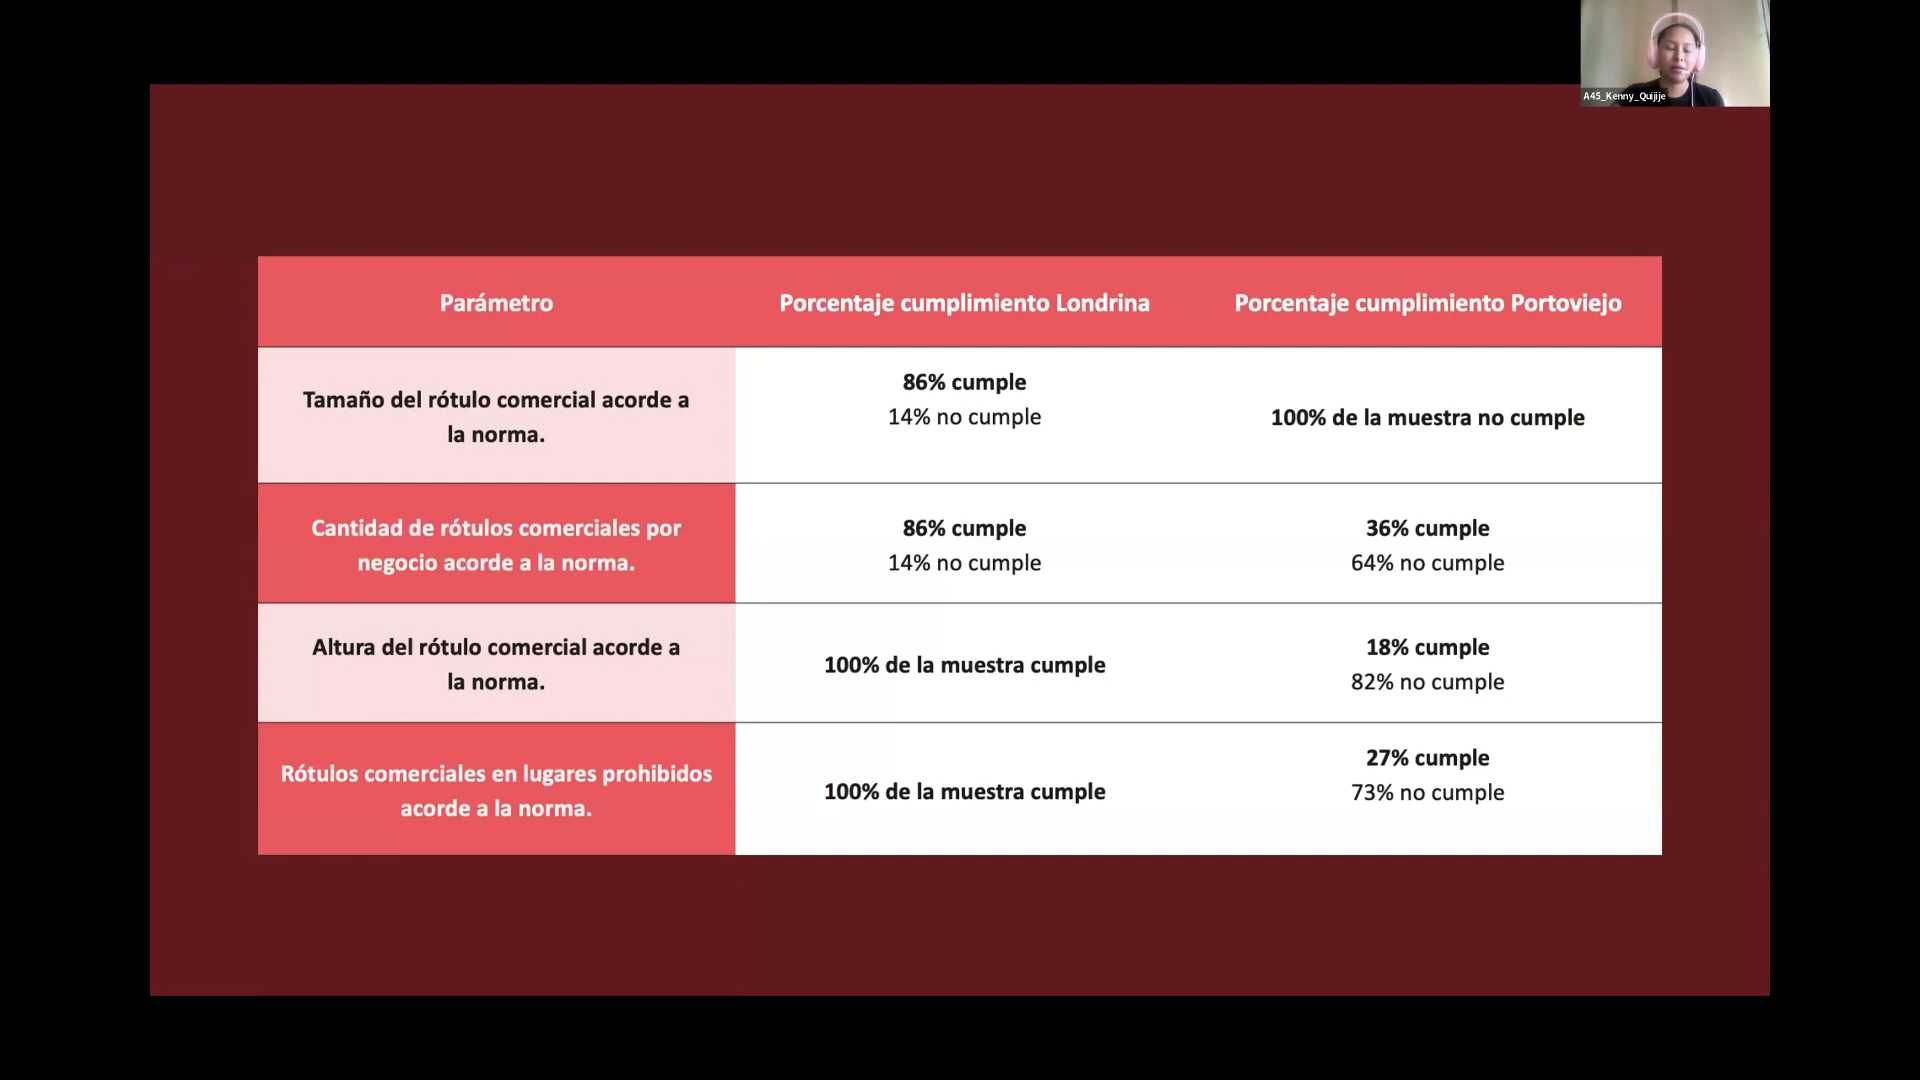 A45_Kenny_Quijije
Parámetro
Porcentaje cumplimiento Londrina
Porcentaje cumplimiento Portoviejo
Tamaño del rótulo comercial acorde a
la norma.
86% cumple
14% no cumple
100% de la muestra no cumple
Cantidad de rótulos comerciales por
negocio acorde a la norma.
86% cumple
14% no cumple
36% cumple
64% no cumple
Altura del rótulo comercial acorde a
la norma.
100% de la muestra cumple
18% cumple
82% no cumple
Rótulos comerciales en lugares prohibidos
acorde a la norma.
100% de la muestra cumple
27% cumple
73% no cumple